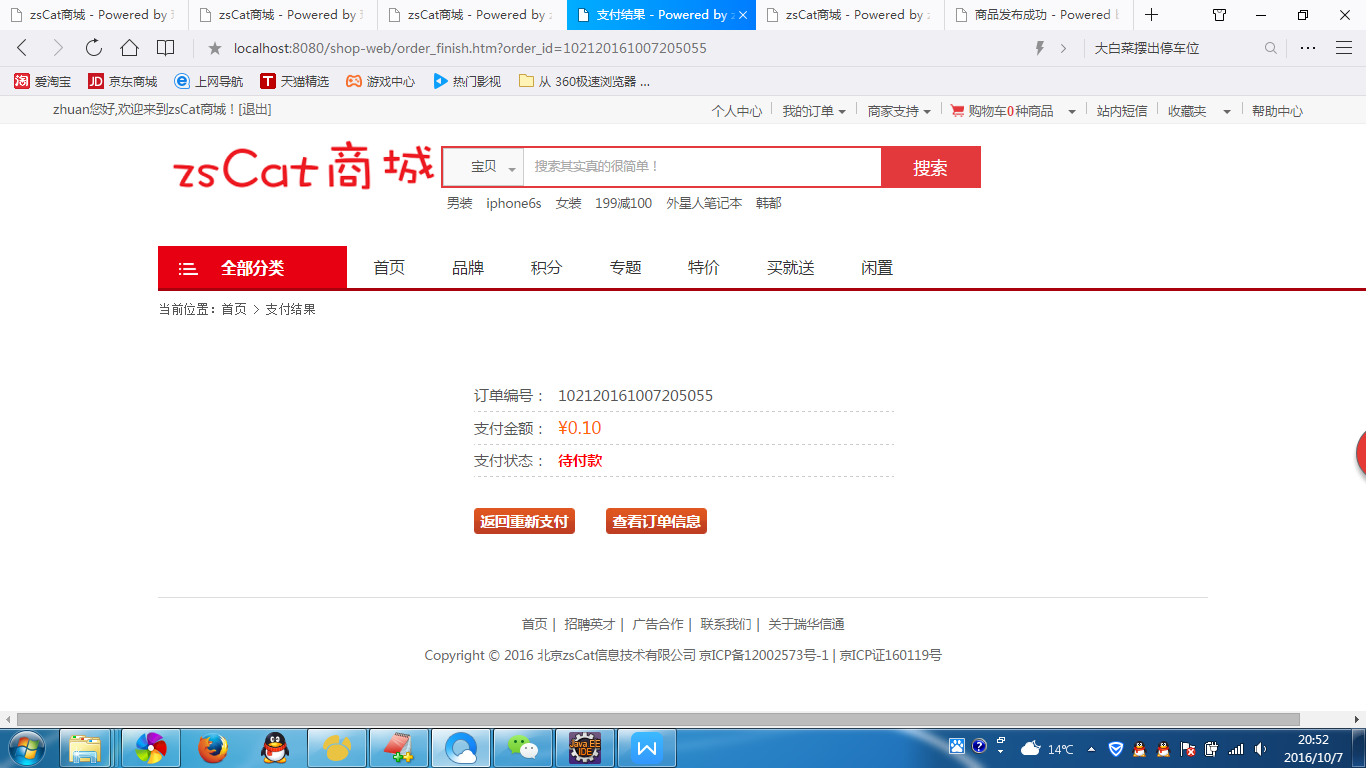 zsCat商城 - Powered by zsCat商城 - Powered by zsCat商城 - Powered by 支付结果 - Powered by zsCat商城 - Powered by 商品发布成功 - Powered
localhost:8080/shop-web/order_finish.htm?order_id=102120161007205055 大白菜摆出停车位
淘 爱淘宝 JD 京东商城 上网导航 T 天猫精选 游戏中心 热门影视 从 360极速浏览器 ...
zhuan您好,欢迎来到zsCat商城！[退出] 个人中心 我的订单 商家支持 购物车0种商品 站内短信 收藏夹 帮助中心
zsCat商城 宝贝 搜索其实真的很简单！ 搜索
男装 iphone6s 女装 199减100 外星人笔记本 韩都
全部分类 首页 品牌 积分 专题 特价 买就送 闲置
当前位置：首页 > 支付结果
订单编号： 102120161007205055
支付金额： ¥0.10
支付状态： 待付款
返回重新支付 查看订单信息
首页 | 招聘英才 | 广告合作 | 联系我们 | 关于瑞华信通
Copyright © 2016 北京zsCat信息技术有限公司 京ICP备12002573号-1 | 京ICP证160119号
Java EE IDE W 14℃ 20:52
2016/10/7